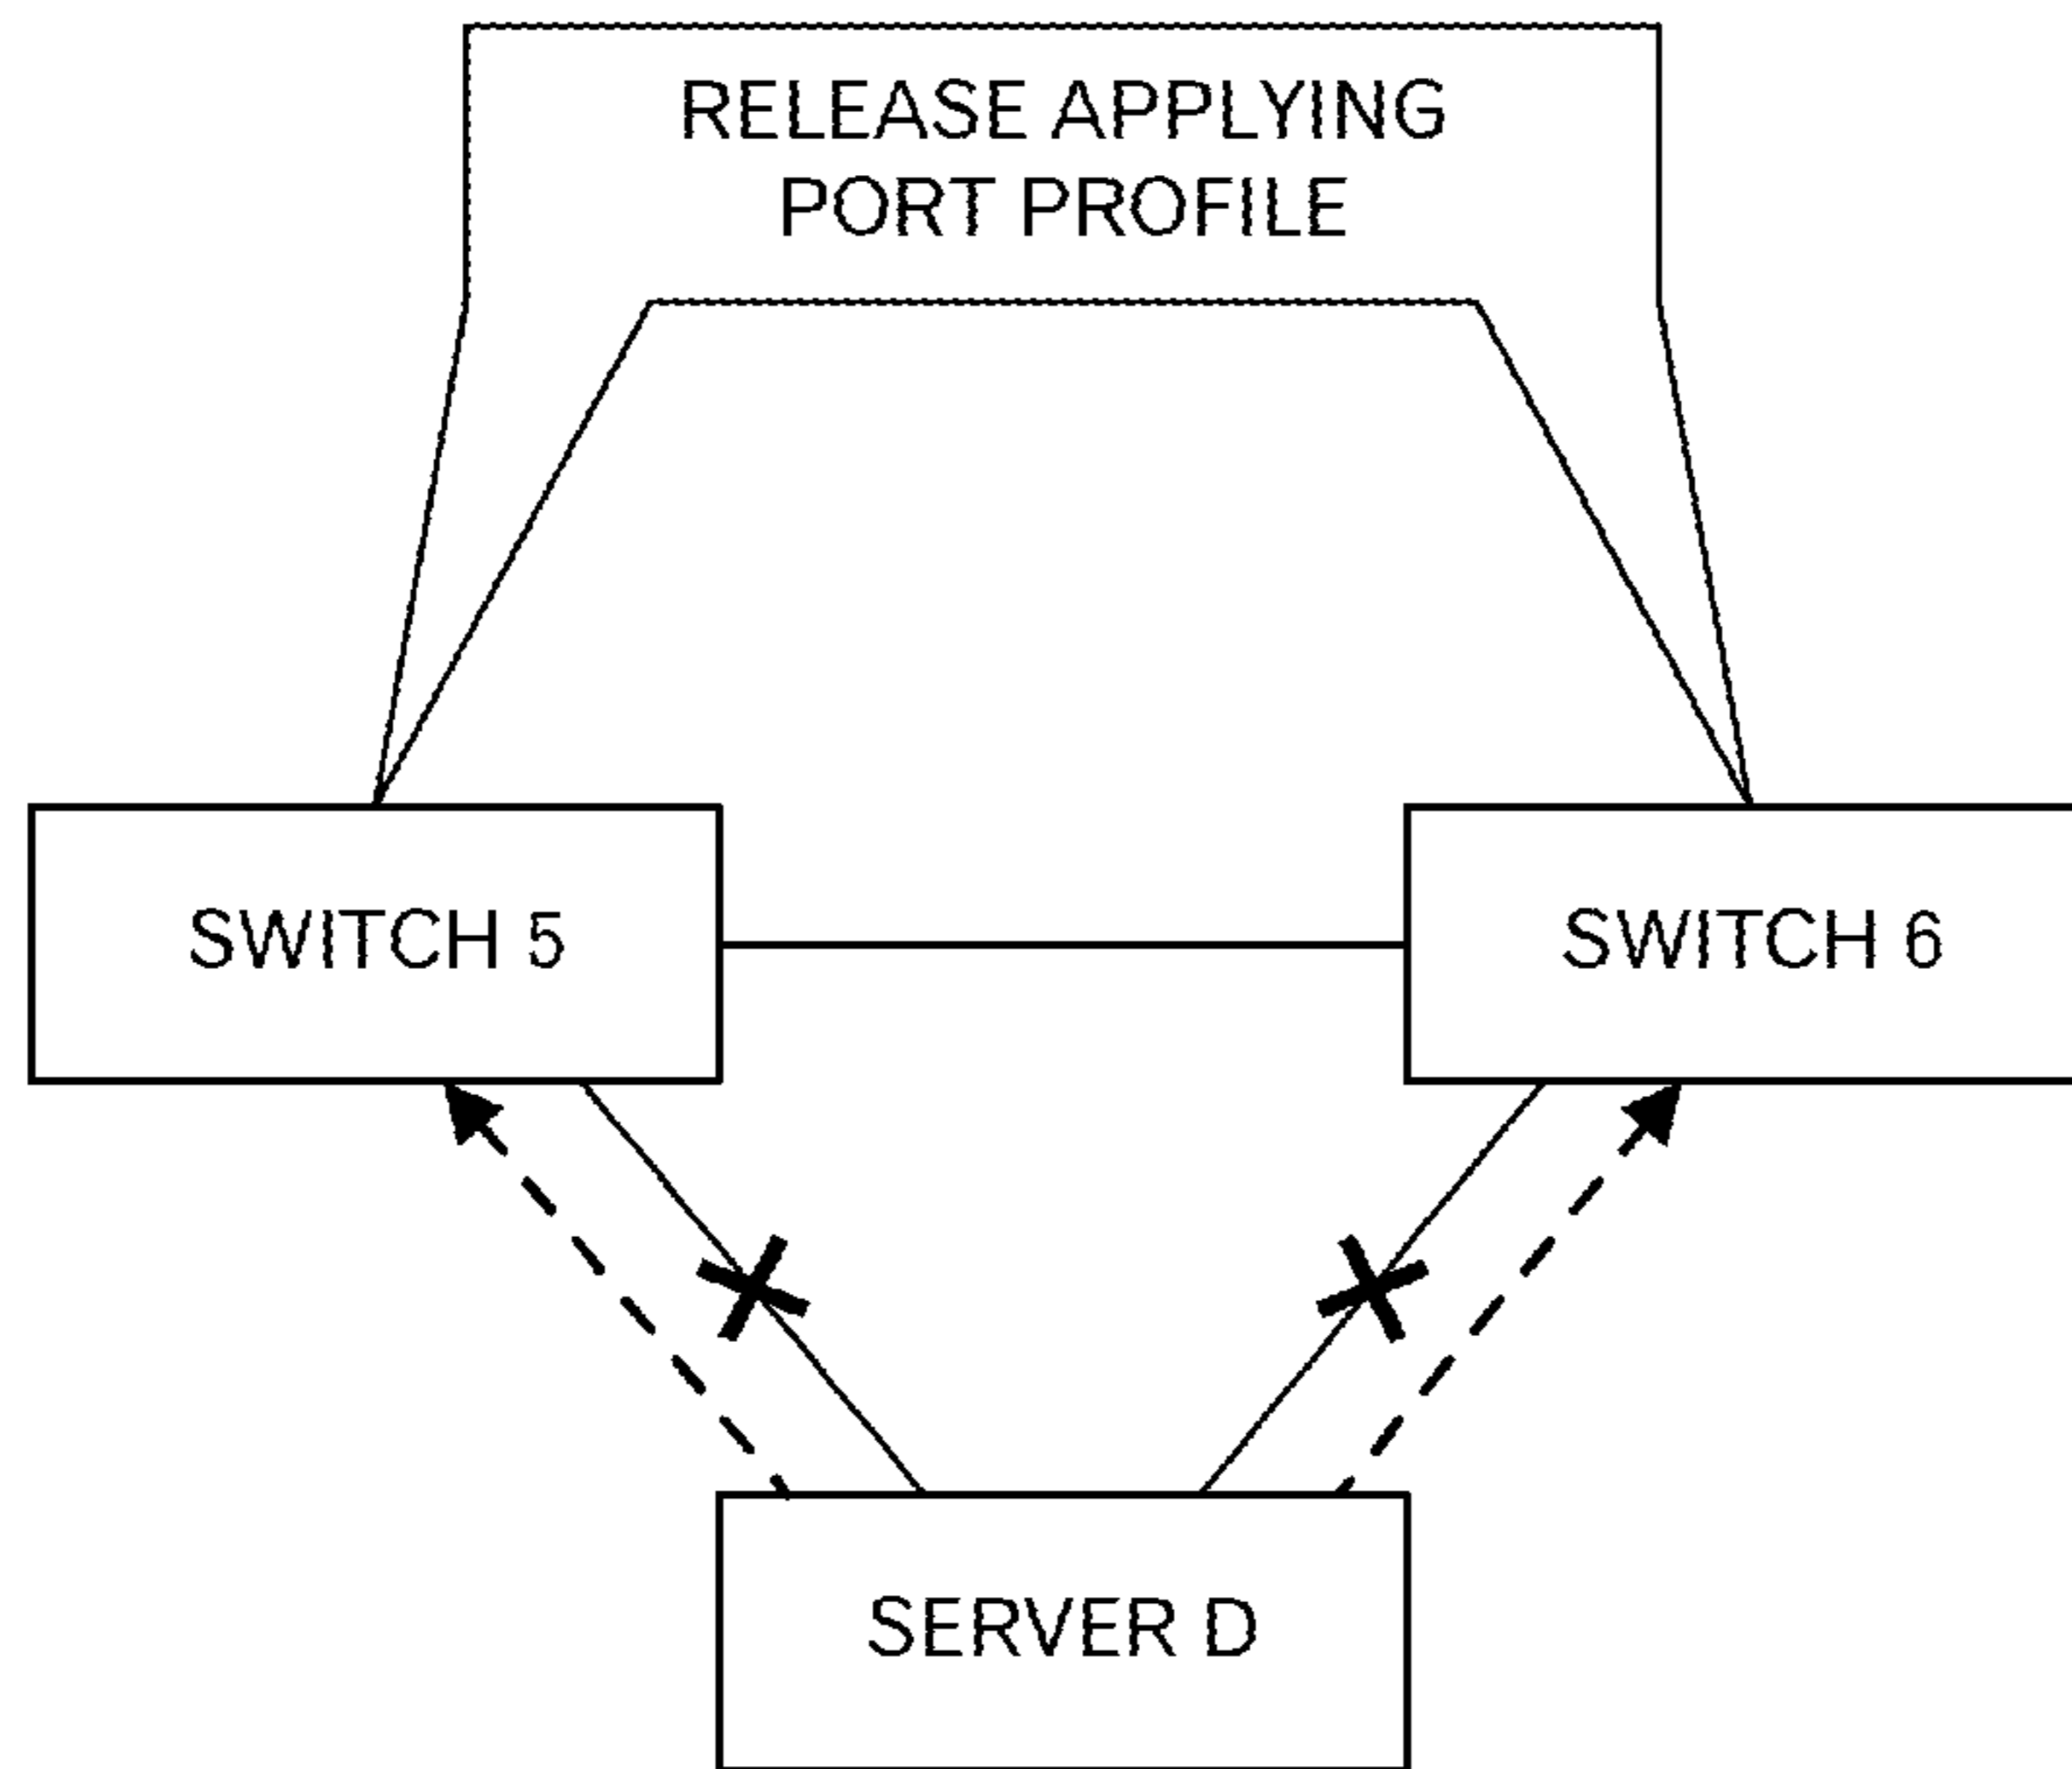 RELEASE APPLYING
PORT PROFILE
SWITCH 5
SWITCH 6
SERVER D